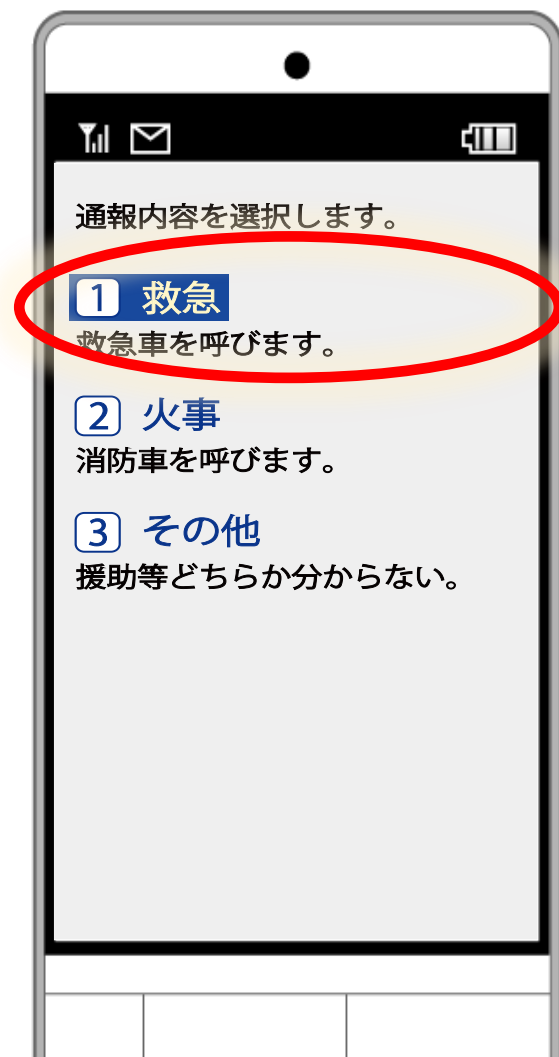 通報内容を選択します。
1 救急
救急車を呼びます。
2 火事
消防車を呼びます。
3 その他
援助等どちらか分からない。